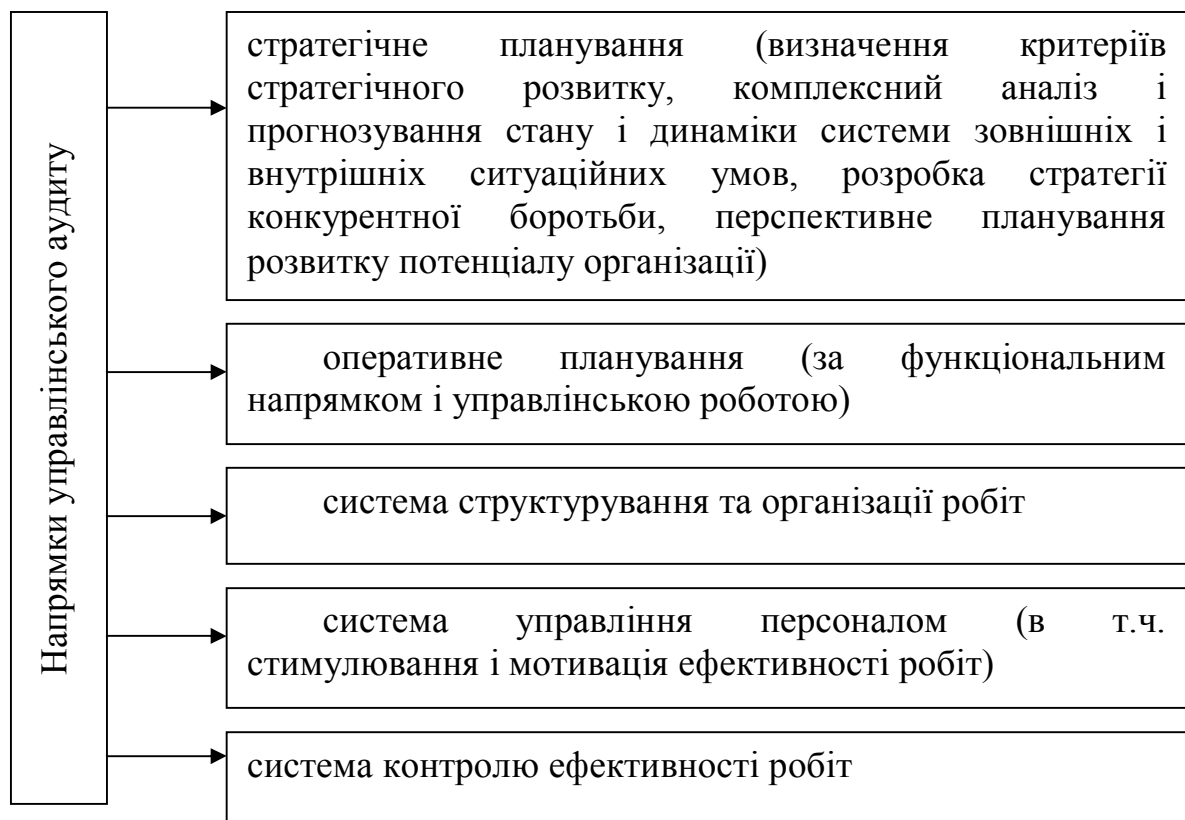 Напрямки управлінського аудиту
стратегічне планування (визначення критеріїв
стратегічного розвитку, комплексний аналіз і
прогнозування стану і динаміки системи зовнішніх і
внутрішніх ситуаційних умов, розробка стратегії
конкурентної боротьби, перспективне планування
розвитку потенціалу організації)
оперативне планування (за функціональним
напрямком і управлінською роботою)
система структурування та організації робіт
система управління персоналом (в т.ч.
стимулювання і мотивація ефективності робіт)
система контролю ефективності робіт